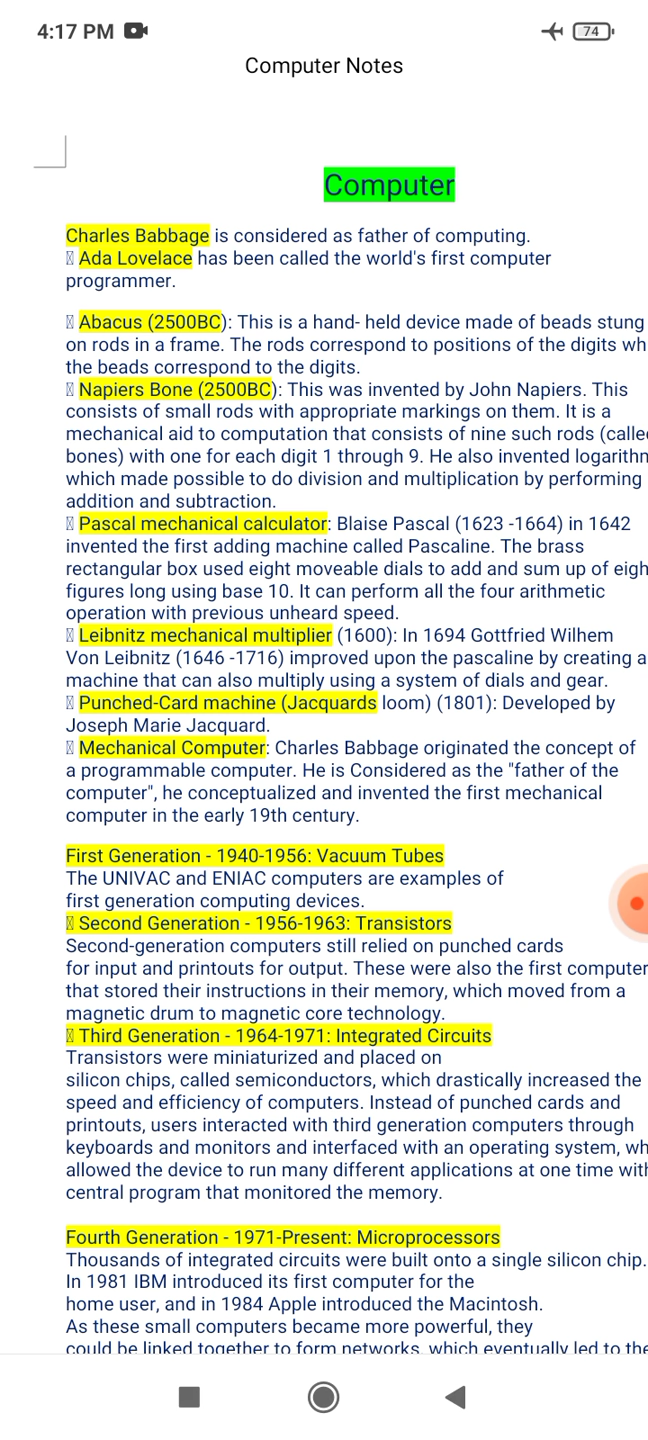 4:17 PM
74
Computer Notes
Computer
Charles Babbage is considered as father of computing.
Ada Lovelace has been called the world's first computer
programmer.
Abacus (2500BC): This is a hand- held device made of beads stung
on rods in a frame. The rods correspond to positions of the digits wh
the beads correspond to the digits.
Napiers Bone (2500BC): This was invented by John Napiers. This
consists of small rods with appropriate markings on them. It is a
mechanical aid to computation that consists of nine such rods (calle
bones) with one for each digit 1 through 9. He also invented logarithn
which made possible to do division and multiplication by performing
addition and subtraction.
Pascal mechanical calculator: Blaise Pascal (1623 -1664) in 1642
invented the first adding machine called Pascaline. The brass
rectangular box used eight moveable dials to add and sum up of eigh
figures long using base 10. It can perform all the four arithmetic
operation with previous unheard speed.
Leibnitz mechanical multiplier (1600): In 1694 Gottfried Wilhem
Von Leibnitz (1646 -1716) improved upon the pascaline by creating a
machine that can also multiply using a system of dials and gear.
Punched-Card machine (Jacquards loom) (1801): Developed by
Joseph Marie Jacquard.
Mechanical Computer: Charles Babbage originated the concept of
a programmable computer. He is Considered as the "father of the
computer", he conceptualized and invented the first mechanical
computer in the early 19th century.
First Generation - 1940-1956: Vacuum Tubes
The UNIVAC and ENIAC computers are examples of
first generation computing devices.
Second Generation - 1956-1963: Transistors
Second-generation computers still relied on punched cards
for input and printouts for output. These were also the first computer
that stored their instructions in their memory, which moved from a
magnetic drum to magnetic core technology.
Third Generation - 1964-1971: Integrated Circuits
Transistors were miniaturized and placed on
silicon chips, called semiconductors, which drastically increased the
speed and efficiency of computers. Instead of punched cards and
printouts, users interacted with third generation computers through
keyboards and monitors and interfaced with an operating system, wh
allowed the device to run many different applications at one time with
central program that monitored the memory.
Fourth Generation - 1971-Present: Microprocessors
Thousands of integrated circuits were built onto a single silicon chip.
In 1981 IBM introduced its first computer for the
home user, and in 1984 Apple introduced the Macintosh.
As these small computers became more powerful, they
could be linked together to form networks, which eventually led to the